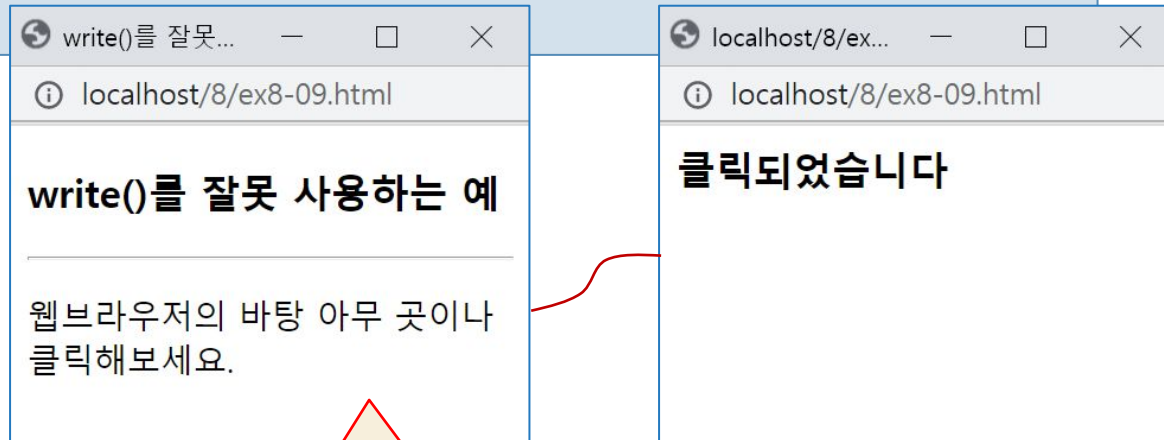 write()를 잘못...
localhost/8/ex8-09.html
write()를 잘못 사용하는 예
웹브라우저의 바탕 아무 곳이나
클릭해보세요.
localhost/8/ex...
localhost/8/ex8-09.html
클릭되었습니다